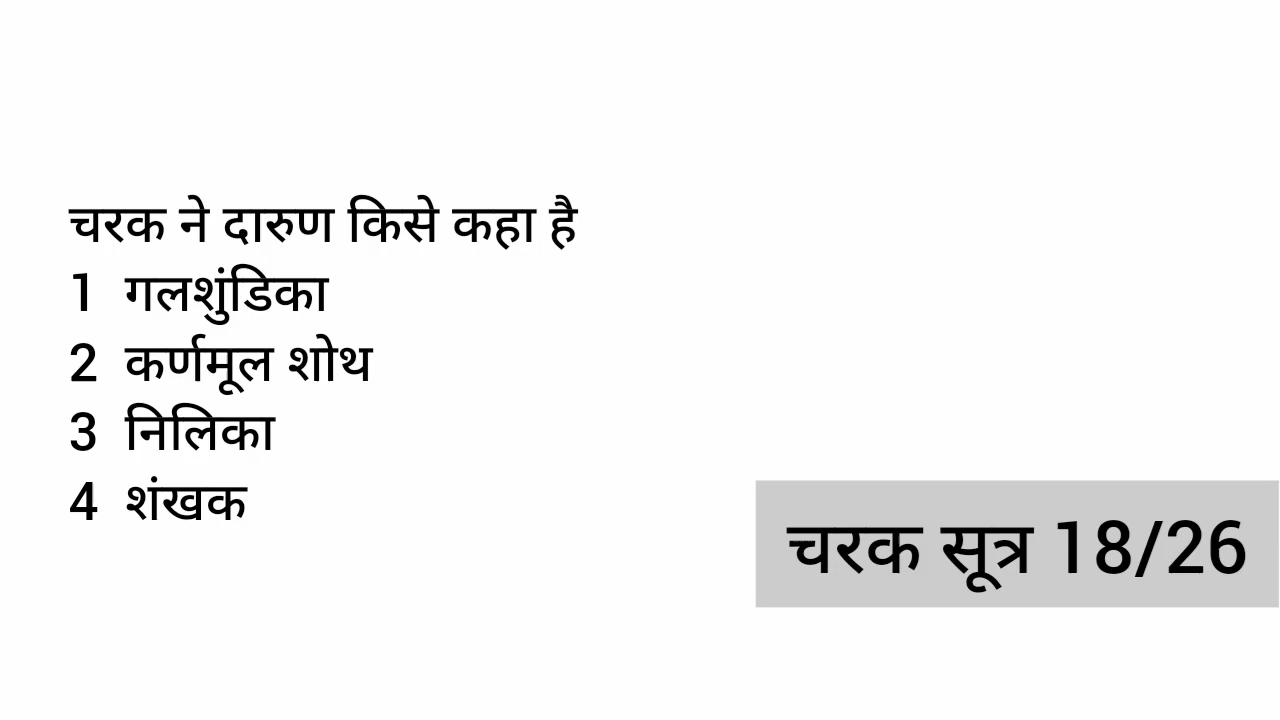 चरक ने दारुण किसे कहा है
1 गलशुंडिका
2 कर्णमूल शोथ
3 निलिका
4 शंखक
चरक सूत्र 18/26